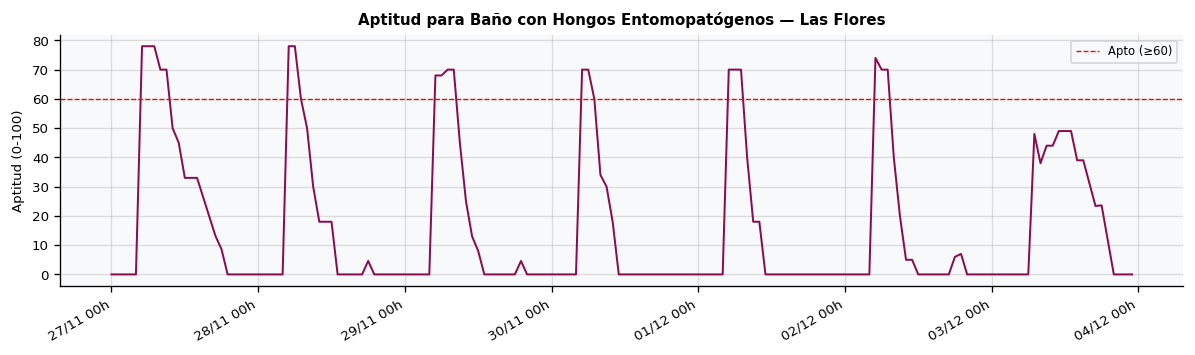 Aptitud para Baño con Hongos Entomopatógenos — Las Flores
Apto (≥60)
Aptitud (0-100)
80
70
60
50
40
30
20
10
0
27/11 00h
28/11 00h
29/11 00h
30/11 00h
01/12 00h
02/12 00h
03/12 00h
04/12 00h